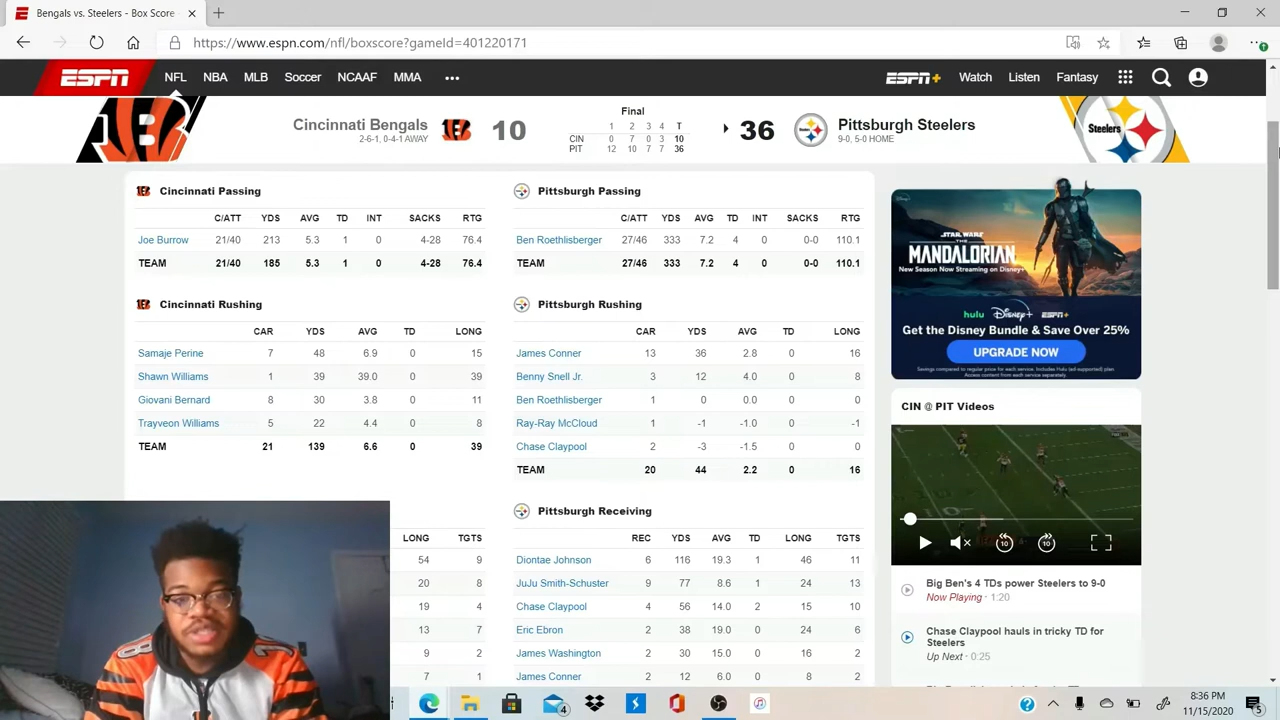 Bengals vs. Steelers - Box Score
https://www.espn.com/nfl/boxscore?gameId=401220171
ESPN NFL NBA MLB Soccer NCAAF MMA ••• ESPN+ Watch Listen Fantasy
Final
Cincinnati Bengals 10
2-6-1, 0-4-1 AWAY
1 2 3 4 T
CIN 0 7 0 3 10
PIT 12 10 7 7 36
36 Pittsburgh Steelers
9-0, 5-0 HOME
Steelers
Cincinnati Passing
C/ATT YDS AVG TD INT SACKS RTG
Joe Burrow 21/40 213 5.3 1 0 4-28 76.4
TEAM 21/40 185 5.3 1 0 4-28 76.4
Pittsburgh Passing
C/ATT YDS AVG TD INT SACKS RTG
Ben Roethlisberger 27/46 333 7.2 4 0 0-0 110.1
TEAM 27/46 333 7.2 4 0 0-0 110.1
Cincinnati Rushing
CAR YDS AVG TD LONG
Samaje Perine 7 48 6.9 0 15
Shawn Williams 1 39 39.0 0 39
Giovani Bernard 8 30 3.8 0 11
Trayveon Williams 5 22 4.4 0 8
TEAM 21 139 6.6 0 39
Pittsburgh Rushing
CAR YDS AVG TD LONG
James Conner 13 36 2.8 0 16
Benny Snell Jr. 3 12 4.0 0 8
Ben Roethlisberger 1 0 0.0 0 0
Ray-Ray McCloud 1 -1 -1.0 0 -1
Chase Claypool 2 -3 -1.5 0 0
TEAM 20 44 2.2 0 16
LONG TGTS
54 9
20 8
19 4
13 7
9 2
7 1
Pittsburgh Receiving
REC YDS AVG TD LONG TGTS
Diontae Johnson 6 116 19.3 1 46 11
JuJu Smith-Schuster 9 77 8.6 1 24 13
Chase Claypool 4 56 14.0 2 15 10
Eric Ebron 2 38 19.0 0 24 6
James Washington 2 30 15.0 0 16 2
James Conner 2 12 6.0 0 8 2
Disney+
STAR WARS
THE
MANDALORIAN
New Season Now Streaming on Disney+
hulu Disney+ ESPN+
Get the Disney Bundle & Save Over 25%
UPGRADE NOW
CIN @ PIT Videos
10 10
Big Ben's 4 TDs power Steelers to 9-0
Now Playing · 1:20
Chase Claypool hauls in tricky TD for
Steelers
Up Next · 0:25
4
8:36 PM
11/15/2020
5